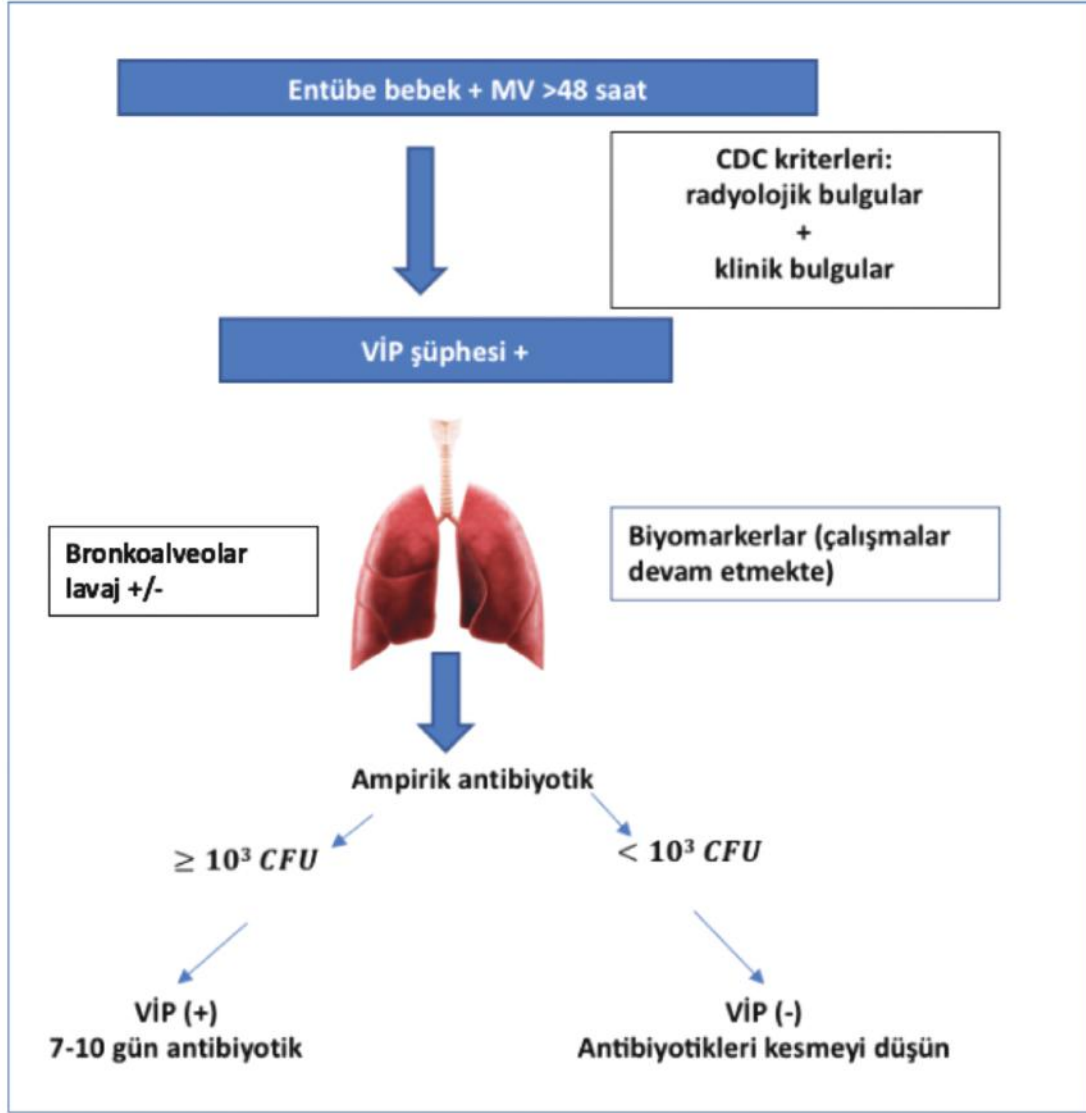 Entübe bebek + MV >48 saat
CDC kriterleri:
radyolojik bulgular
+
klinik bulgular
VİP şüphesi +
Bronkoalveolar
lavaj +/-
Biyomarkerlar (çalışmalar
devam etmekte)
Ampirik antibiyotik
≥ 10³ CFU
< 10³ CFU
VİP (+)
7-10 gün antibiyotik
VİP (-)
Antibiyotikleri kesmeyi düşün